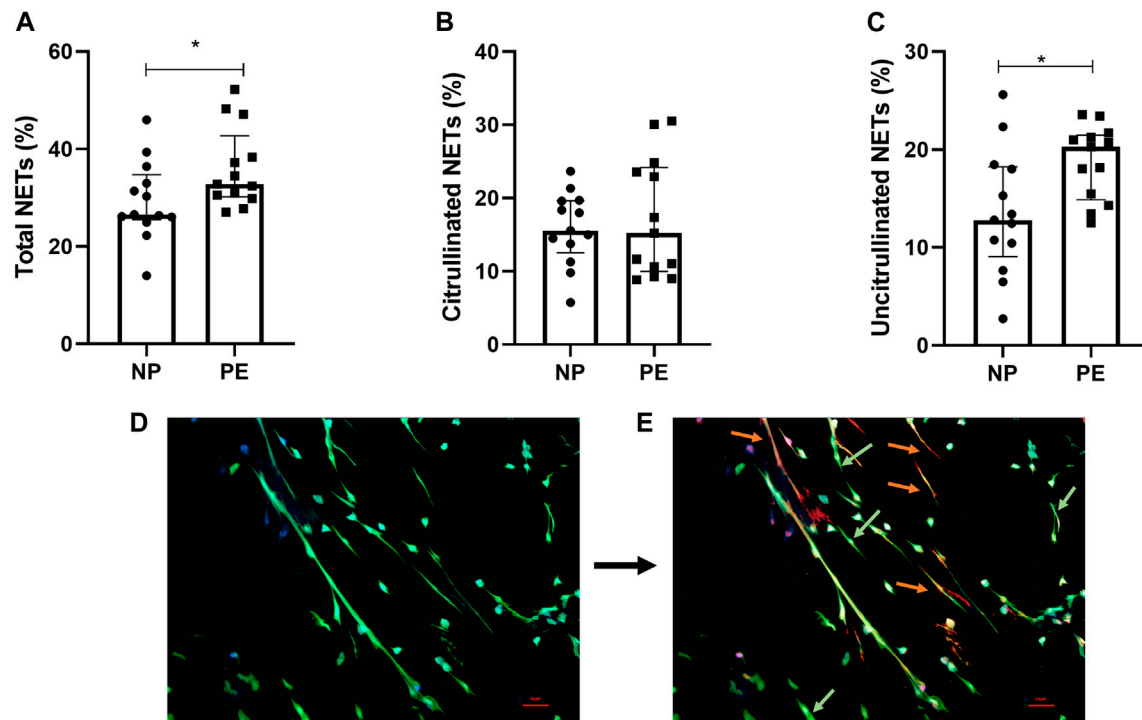 A
Total NETs (%)
60
40
20
0
*
NP
PE
B
Citrullinated NETs (%)
40
30
20
10
0
NP
PE
C
Uncitrullinated NETs (%)
30
20
10
0
*
NP
PE
D
E